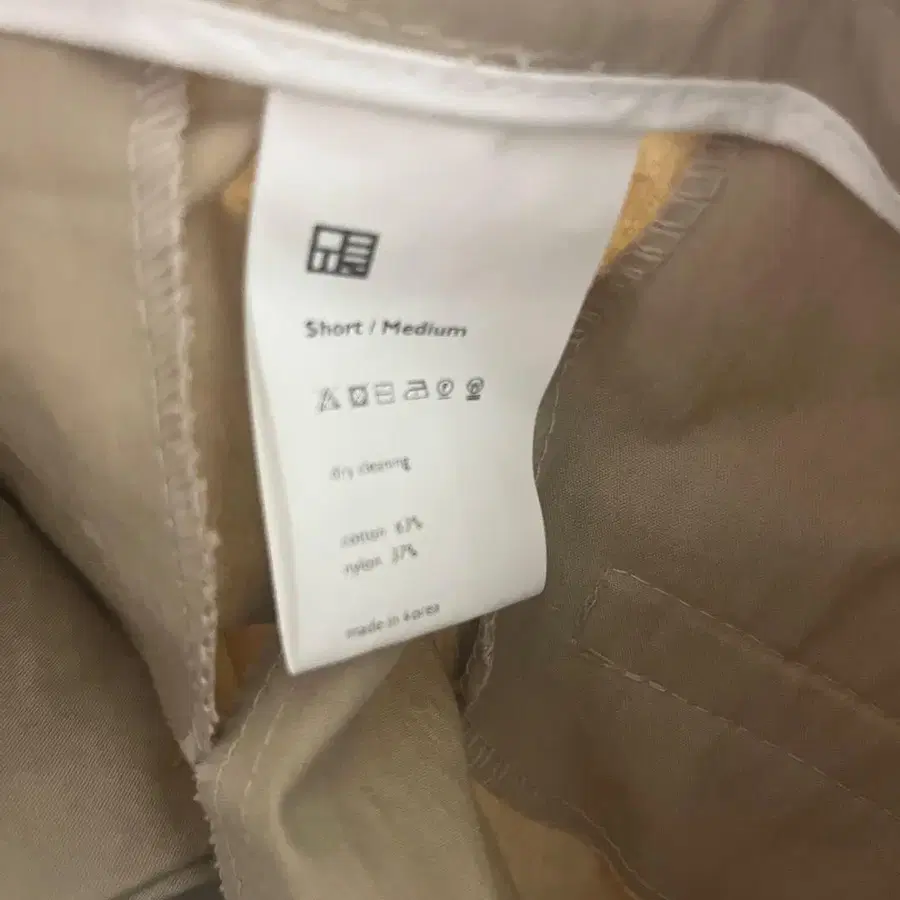 Short / Medium
dry cleaning
cotton 63%
nylon 37%
made in korea